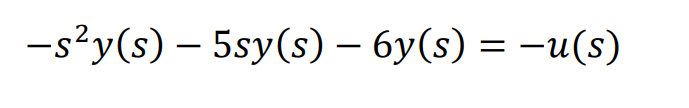 −s²y(s) − 5sy(s) − 6y(s) = −u(s)